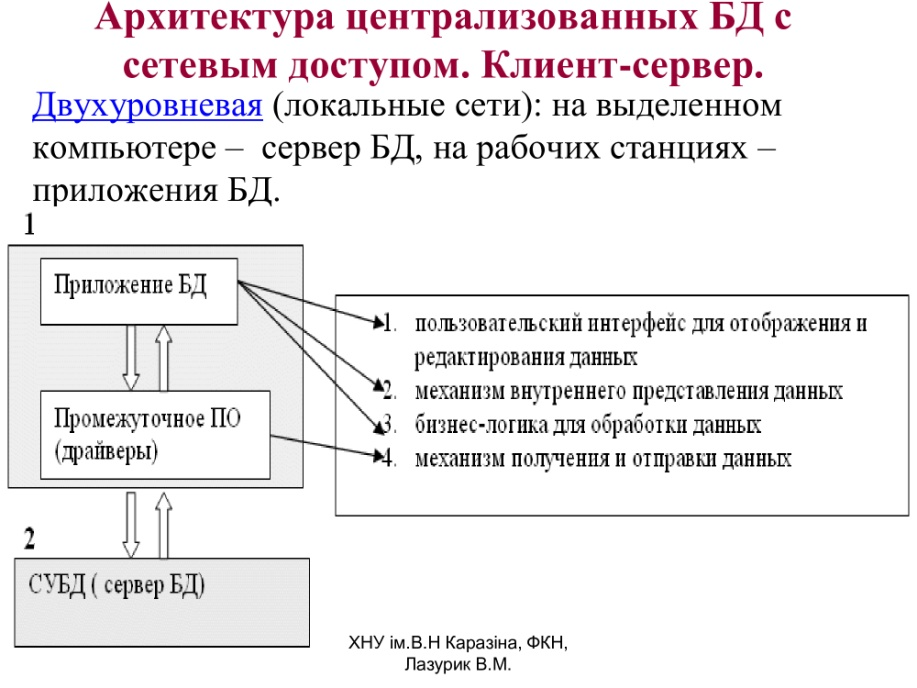 Архитектура централизованных БД с
сетевым доступом. Клиент-сервер.
Двухуровневая (локальные сети): на выделенном
компьютере – сервер БД, на рабочих станциях –
приложения БД.
1
Приложение БД
Промежуточное ПО
(драйверы)
1. пользовательский интерфейс для отображения и
редактирования данных
2. механизм внутреннего представления данных
3. бизнес-логика для обработки данных
4. механизм получения и отправки данных
2
СУБД ( сервер БД)
ХНУ ім.В.Н Каразіна, ФКН,
Лазурик В.М.